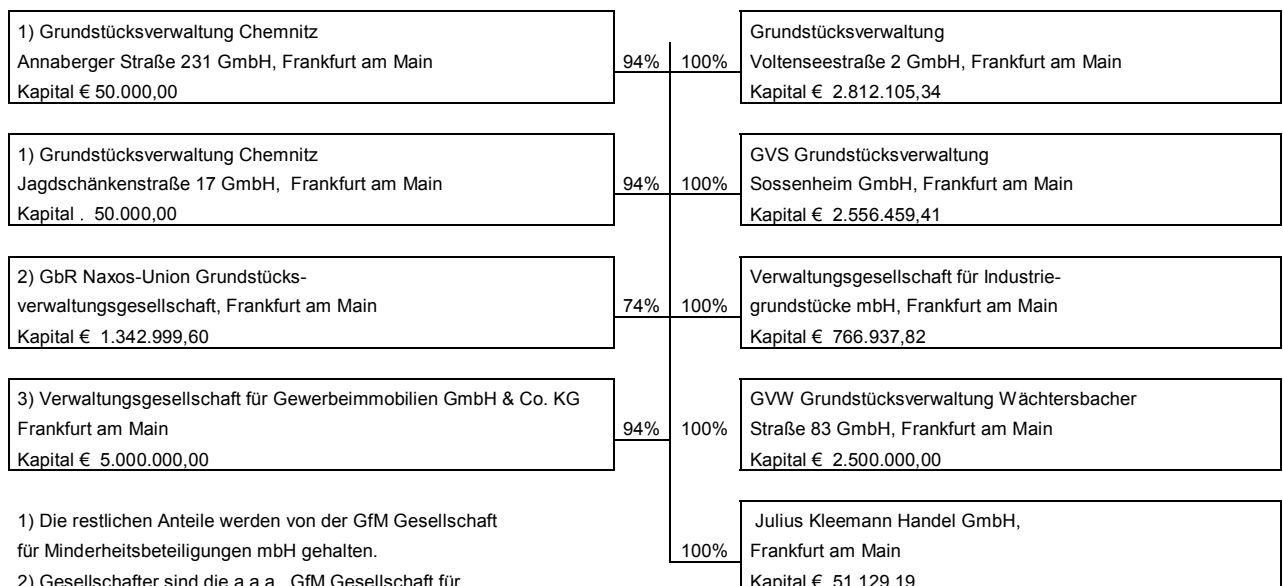 1) Grundstücksverwaltung Chemnitz
Annaberger Straße 231 GmbH, Frankfurt am Main
Kapital € 50.000,00
94%
100%
Grundstücksverwaltung
Voltenseestraße 2 GmbH, Frankfurt am Main
Kapital € 2.812.105,34
1) Grundstücksverwaltung Chemnitz
Jagdschänkenstraße 17 GmbH, Frankfurt am Main
Kapital . 50.000,00
94%
100%
GVS Grundstücksverwaltung
Sossenheim GmbH, Frankfurt am Main
Kapital € 2.556.459,41
2) GbR Naxos-Union Grundstücks-
verwaltungsgesellschaft, Frankfurt am Main
Kapital € 1.342.999,60
74%
100%
Verwaltungsgesellschaft für Industrie-
grundstücke mbH, Frankfurt am Main
Kapital € 766.937,82
3) Verwaltungsgesellschaft für Gewerbeimmobilien GmbH & Co. KG
Frankfurt am Main
Kapital € 5.000.000,00
94%
100%
GVW Grundstücksverwaltung Wächtersbacher
Straße 83 GmbH, Frankfurt am Main
Kapital € 2.500.000,00
1) Die restlichen Anteile werden von der GfM Gesellschaft
für Minderheitsbeteiligungen mbH gehalten.
2) Gesellschafter sind die a.a.a., GfM Gesellschaft für
100%
Julius Kleemann Handel GmbH,
Frankfurt am Main
Kapital € 51.129,19